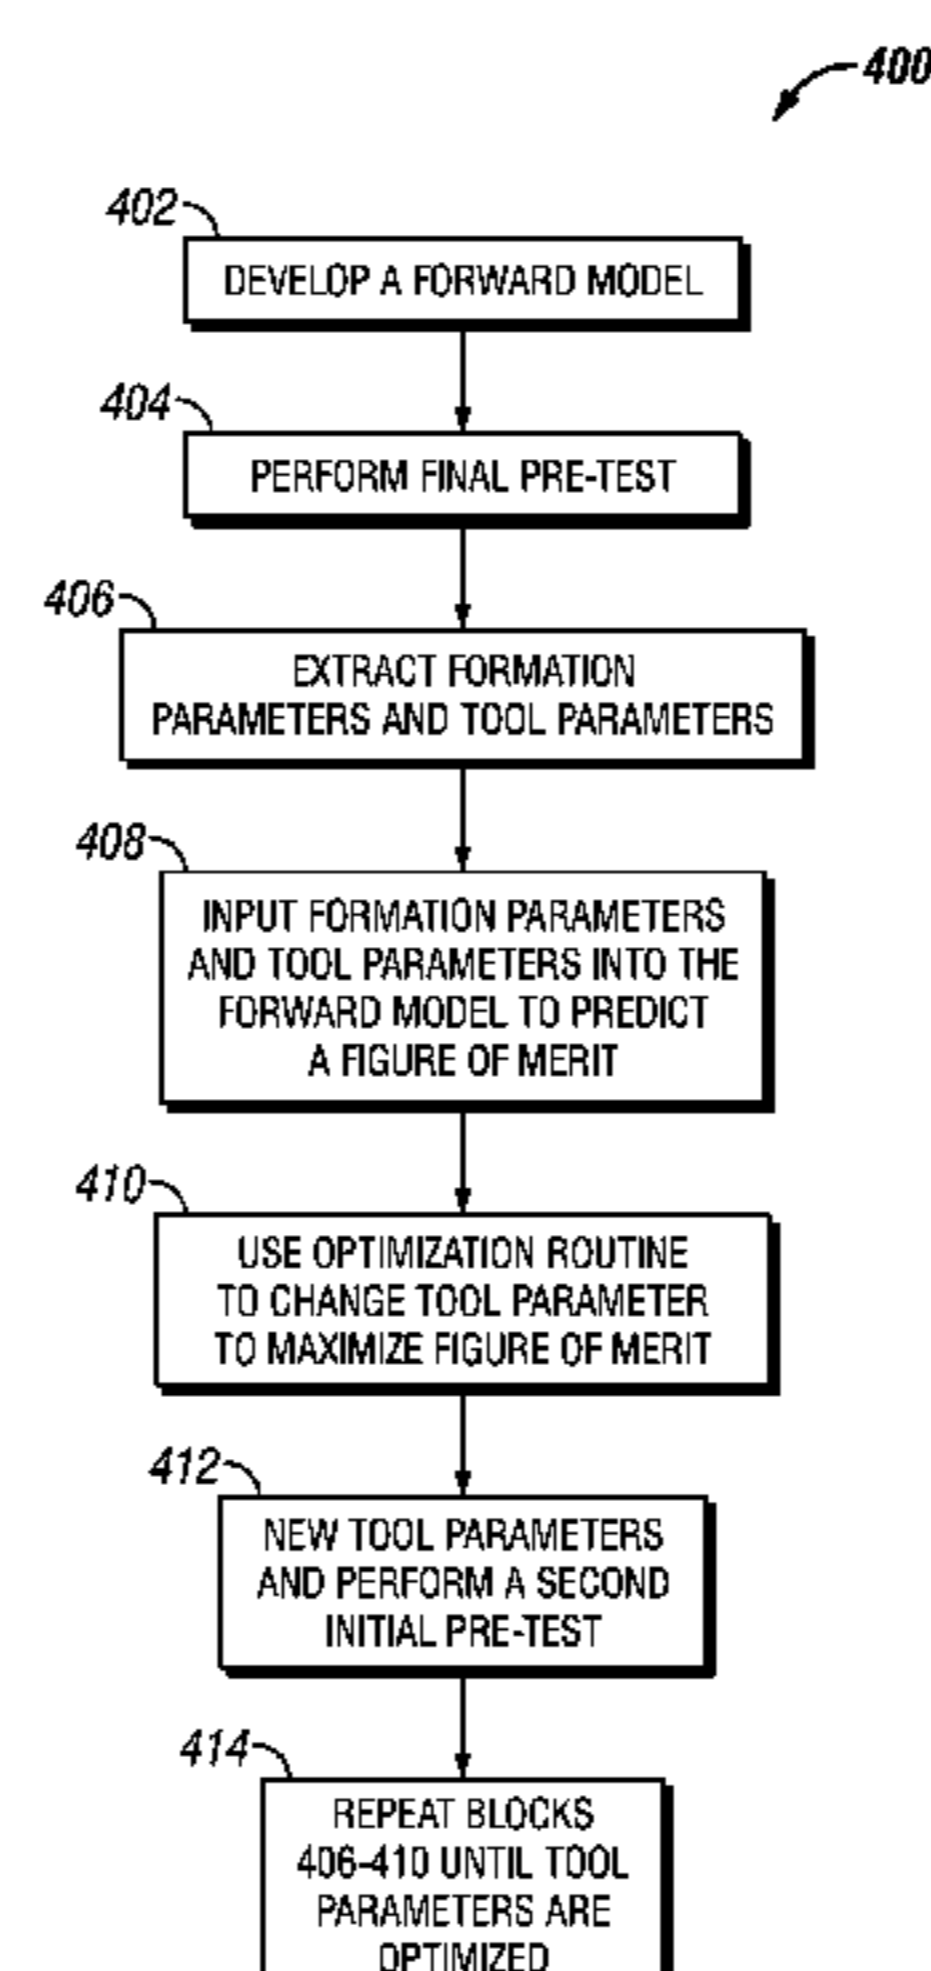 400
402
DEVELOP A FORWARD MODEL
404
PERFORM FINAL PRE-TEST
406
EXTRACT FORMATION
PARAMETERS AND TOOL PARAMETERS
408
INPUT FORMATION PARAMETERS
AND TOOL PARAMETERS INTO THE
FORWARD MODEL TO PREDICT
A FIGURE OF MERIT
410
USE OPTIMIZATION ROUTINE
TO CHANGE TOOL PARAMETER
TO MAXIMIZE FIGURE OF MERIT
412
NEW TOOL PARAMETERS
AND PERFORM A SECOND
INITIAL PRE-TEST
414
REPEAT BLOCKS
406-410 UNTIL TOOL
PARAMETERS ARE
OPTIMIZED